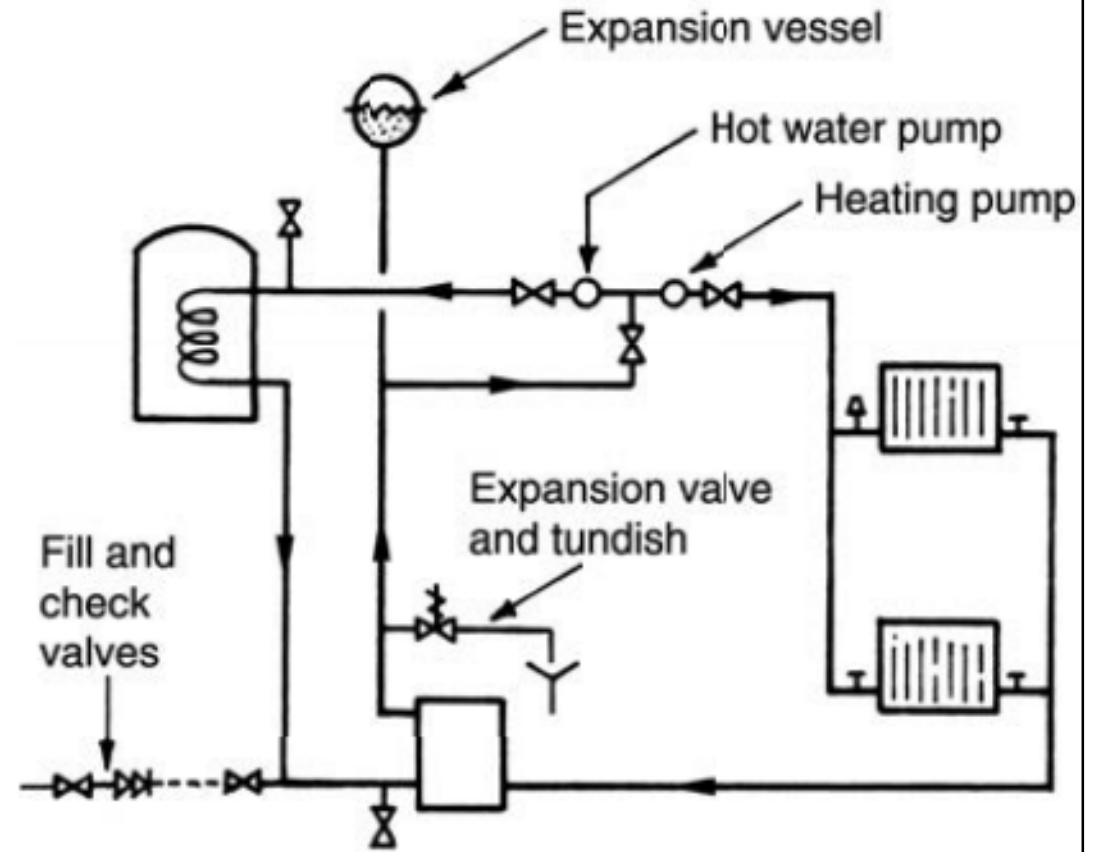 Expansion vessel
Hot water pump
Heating pump
Expansion valve
and tundish
Fill and
check
valves